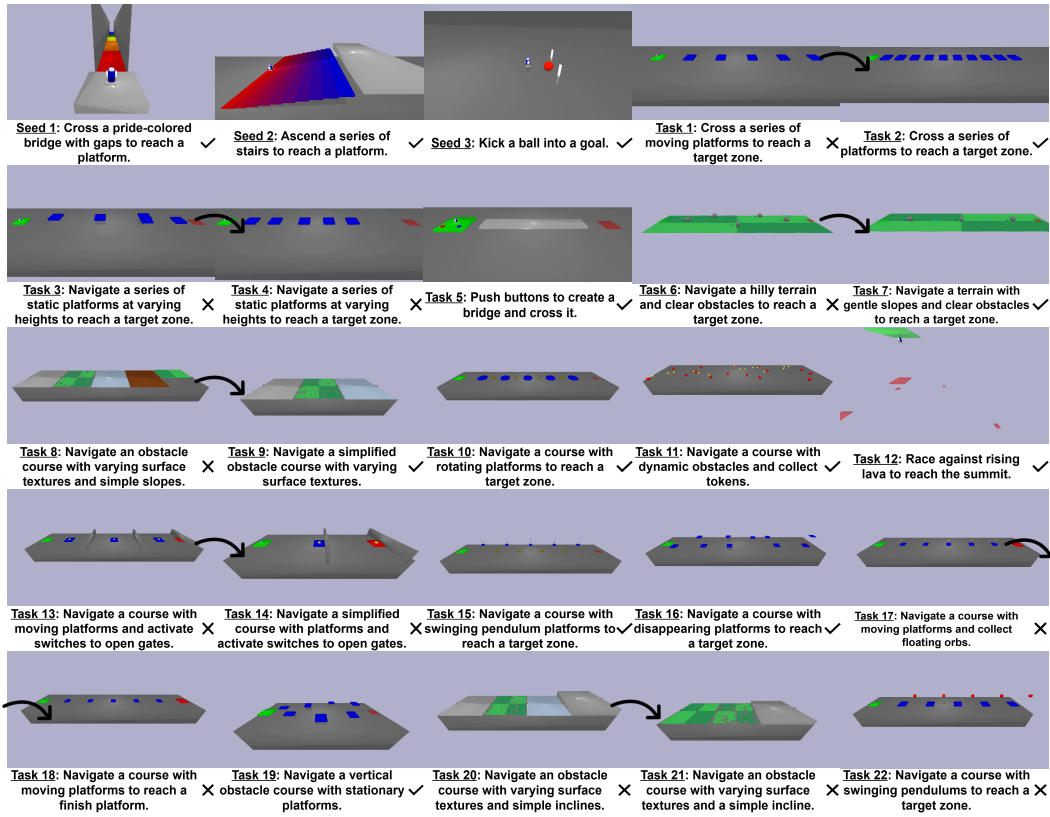 Seed 1: Cross a pride-colored
bridge with gaps to reach a
platform.
Seed 2: Ascend a series of
stairs to reach a platform.
Seed 3: Kick a ball into a goal.
Task 1: Cross a series of
moving platforms to reach a
target zone.
Task 2: Cross a series of
platforms to reach a target zone.
Task 3: Navigate a series of
static platforms at varying
heights to reach a target zone.
Task 4: Navigate a series of
static platforms at varying
heights to reach a target zone.
Task 5: Push buttons to create a
bridge and cross it.
Task 6: Navigate a hilly terrain
and clear obstacles to reach a
target zone.
Task 7: Navigate a terrain with
gentle slopes and clear obstacles
to reach a target zone.
Task 8: Navigate an obstacle
course with varying surface
textures and simple slopes.
Task 9: Navigate a simplified
obstacle course with varying
surface textures.
Task 10: Navigate a course with
rotating platforms to reach a
target zone.
Task 11: Navigate a course with
dynamic obstacles and collect
tokens.
Task 12: Race against rising
lava to reach the summit.
Task 13: Navigate a course with
moving platforms and activate
switches to open gates.
Task 14: Navigate a simplified
course with platforms and
activate switches to open gates.
Task 15: Navigate a course with
swinging pendulum platforms to
reach a target zone.
Task 16: Navigate a course with
disappearing platforms to reach
a target zone.
Task 17: Navigate a course with
moving platforms and collect
floating orbs.
Task 18: Navigate a course with
moving platforms to reach a
finish platform.
Task 19: Navigate a vertical
obstacle course with stationary
platforms.
Task 20: Navigate an obstacle
course with varying surface
textures and simple inclines.
Task 21: Navigate an obstacle
course with varying surface
textures and a simple incline.
Task 22: Navigate a course with
swinging pendulums to reach a
target zone.